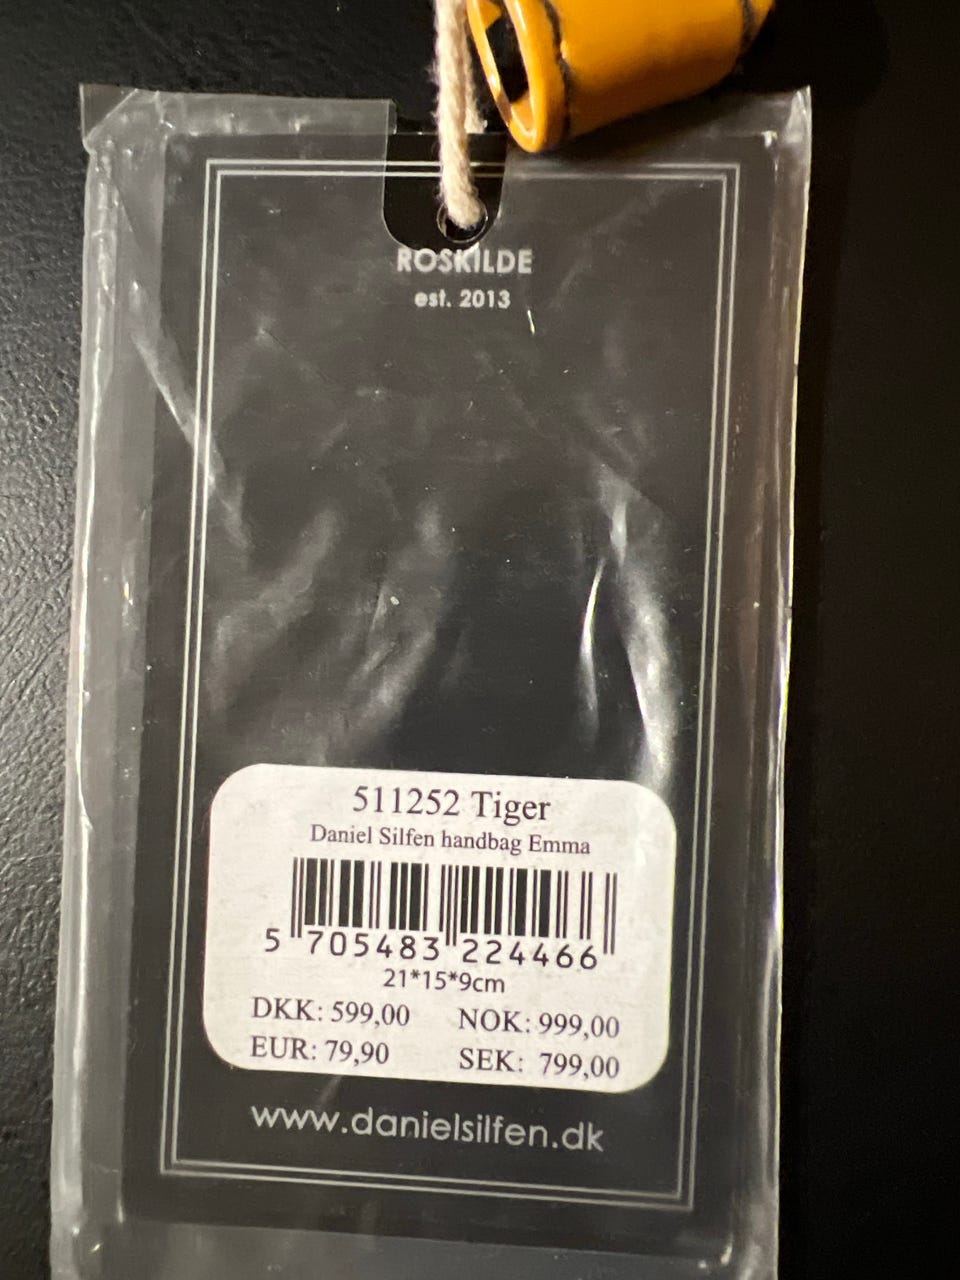 ROSKILDE
est. 2013
511252 Tiger
Daniel Silfen handbag Emma
5 705483 224466
21*15*9cm
DKK: 599,00 NOK: 999,00
EUR: 79,90 SEK: 799,00
www.danielsilfen.dk